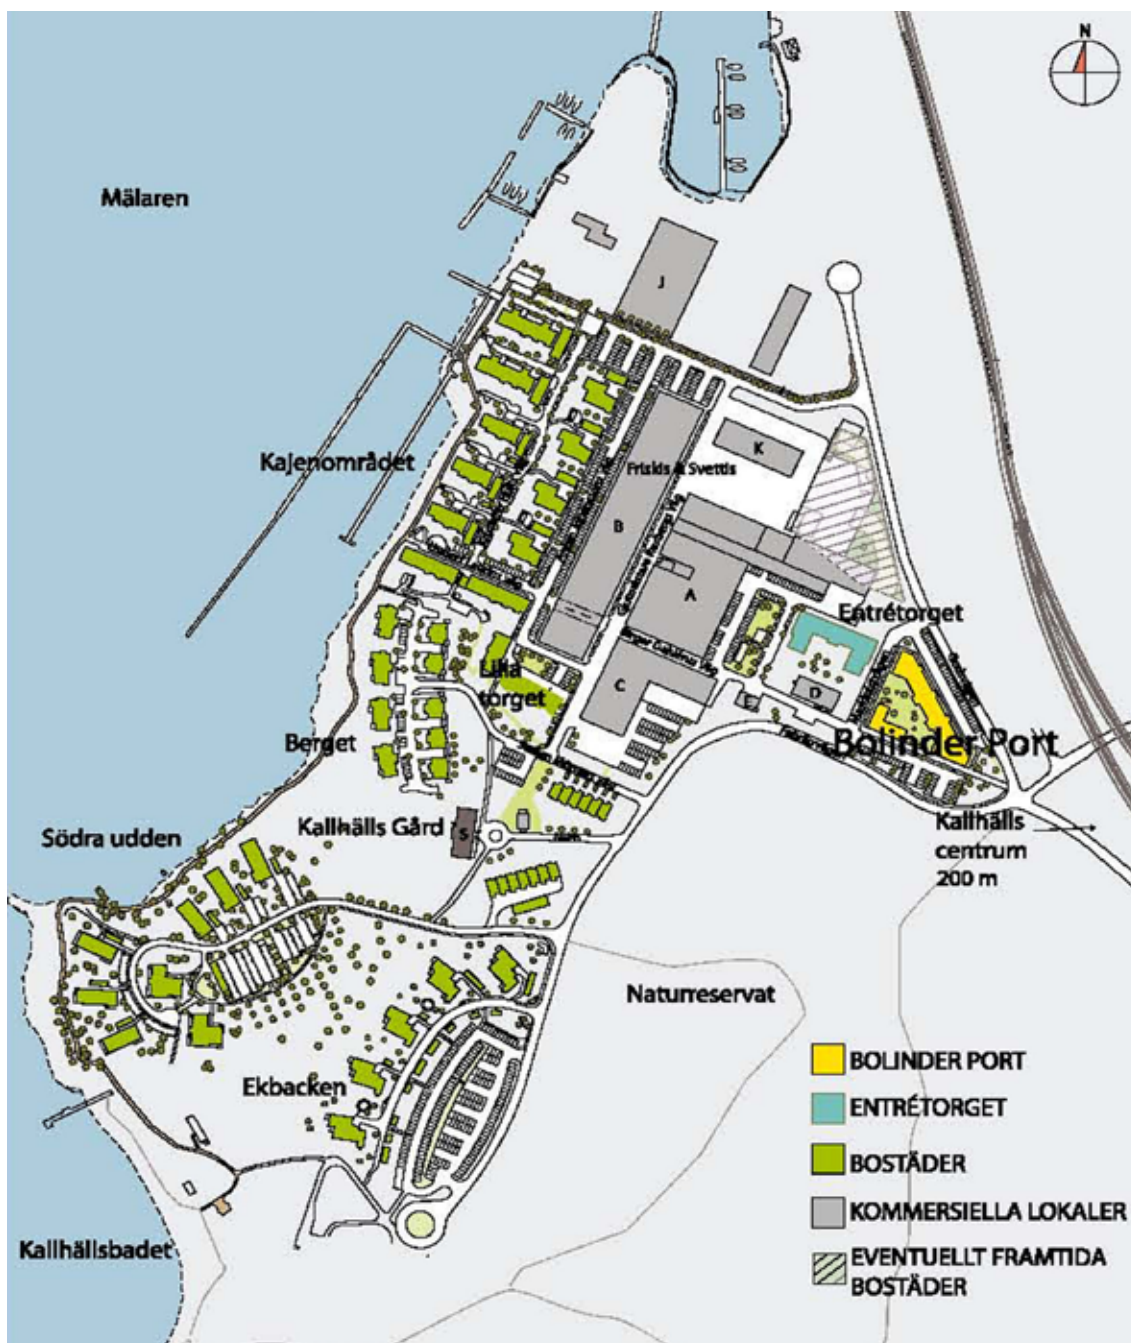 N
Mälaren
J
Kajenområdet
K
Friskis & Svettis
B
A
Entrétorget
Lilla
torget
C
E
D
Berget
Bolinder Port
Kallhälls Gård
S
Kallhälls
centrum
200 m
Södra udden
Naturreservat
Ekbacken
Kallhällsbadet
BOLINDER PORT
ENTRÉTORGET
BOSTÄDER
KOMMERSIELLA LOKALER
EVENTUELLT FRAMTIDA
BOSTÄDER